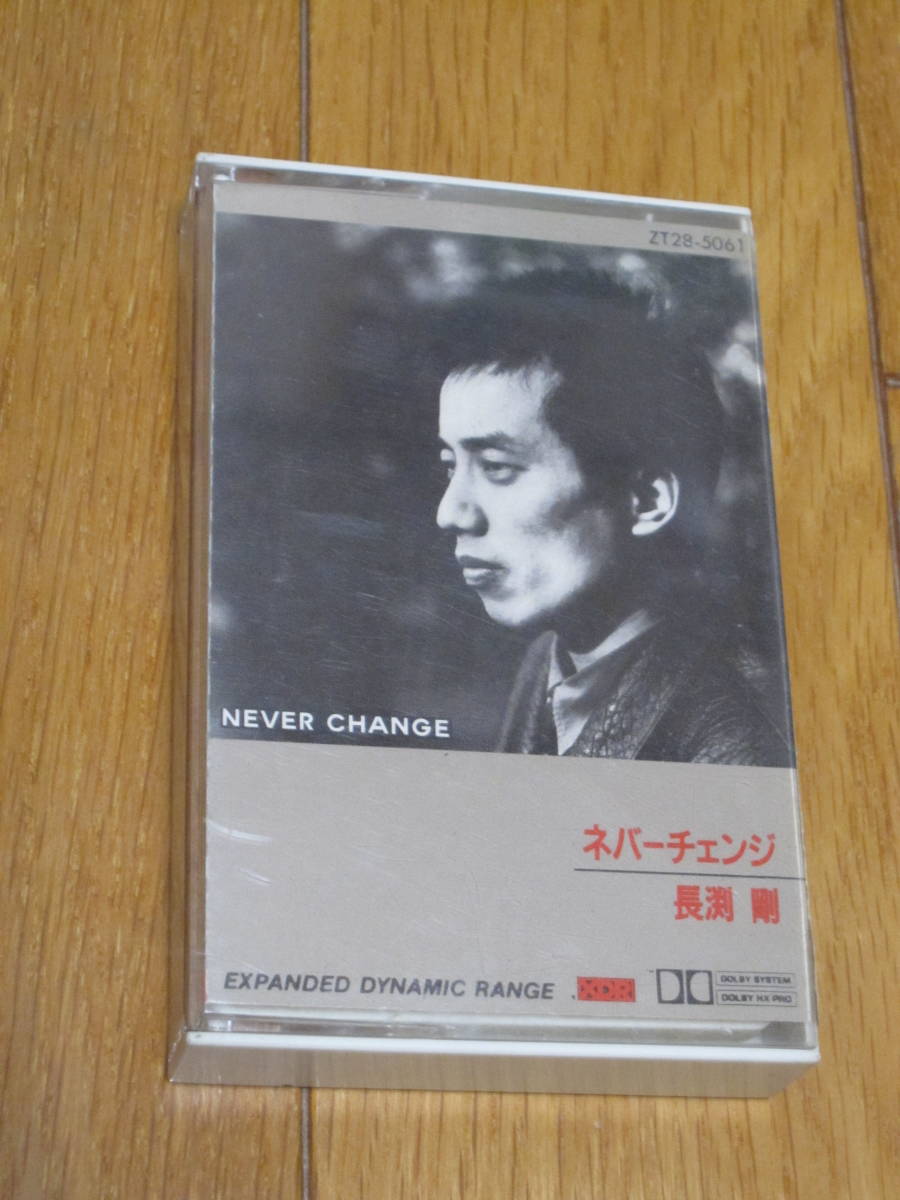 ZT28-5061
NEVER CHANGE
ネバーチェンジ
長渕 剛
EXPANDED DYNAMIC RANGE XDR
DOLBY SYSTEM
DOLBY HX PRO